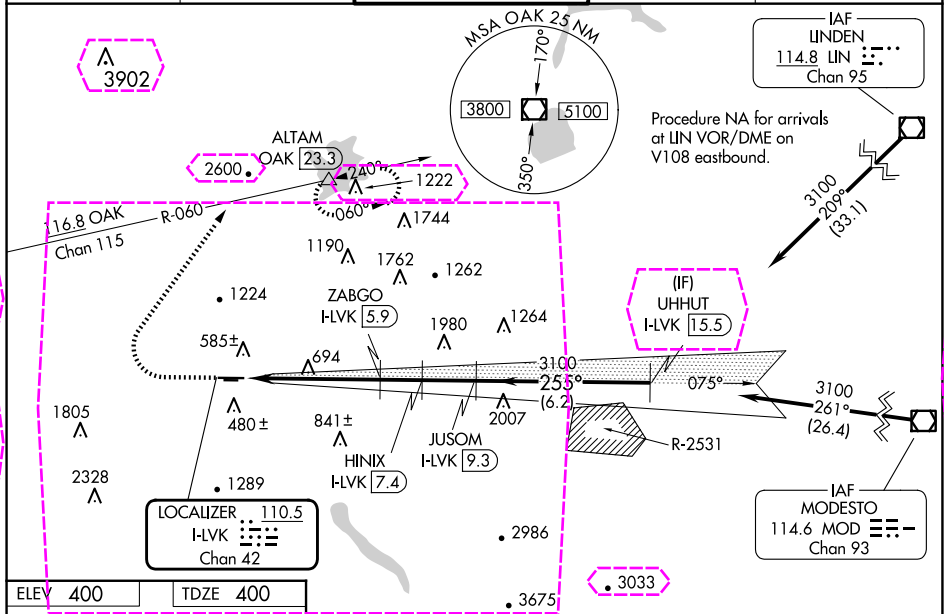 MSA OAK 25 NM
170°
350°
3800
5100
3902
IAF
LINDEN
114.8 LIN
Chan 95
Procedure NA for arrivals
at LIN VOR/DME on
V108 eastbound.
3100
209°
(33.1)
ALTAM
OAK 23.3
2600
240°
060°
1222
116.8 OAK
R-060
Chan 115
1744
1190
1762
1262
1224
ZABGO
I-LVK 5.9
1980
1264
(IF)
UHHUT
I-LVK 15.5
585±
694
3100
255°
(6.2)
075°
3100
261°
(26.4)
1805
480±
841±
HINIX
I-LVK 7.4
JUSOM
I-LVK 9.3
2007
R-2531
2328
1289
LOCALIZER 110.5
I-LVK
Chan 42
IAF
MODESTO
114.6 MOD
Chan 93
2986
3033
3675
ELEV 400
TDZE 400